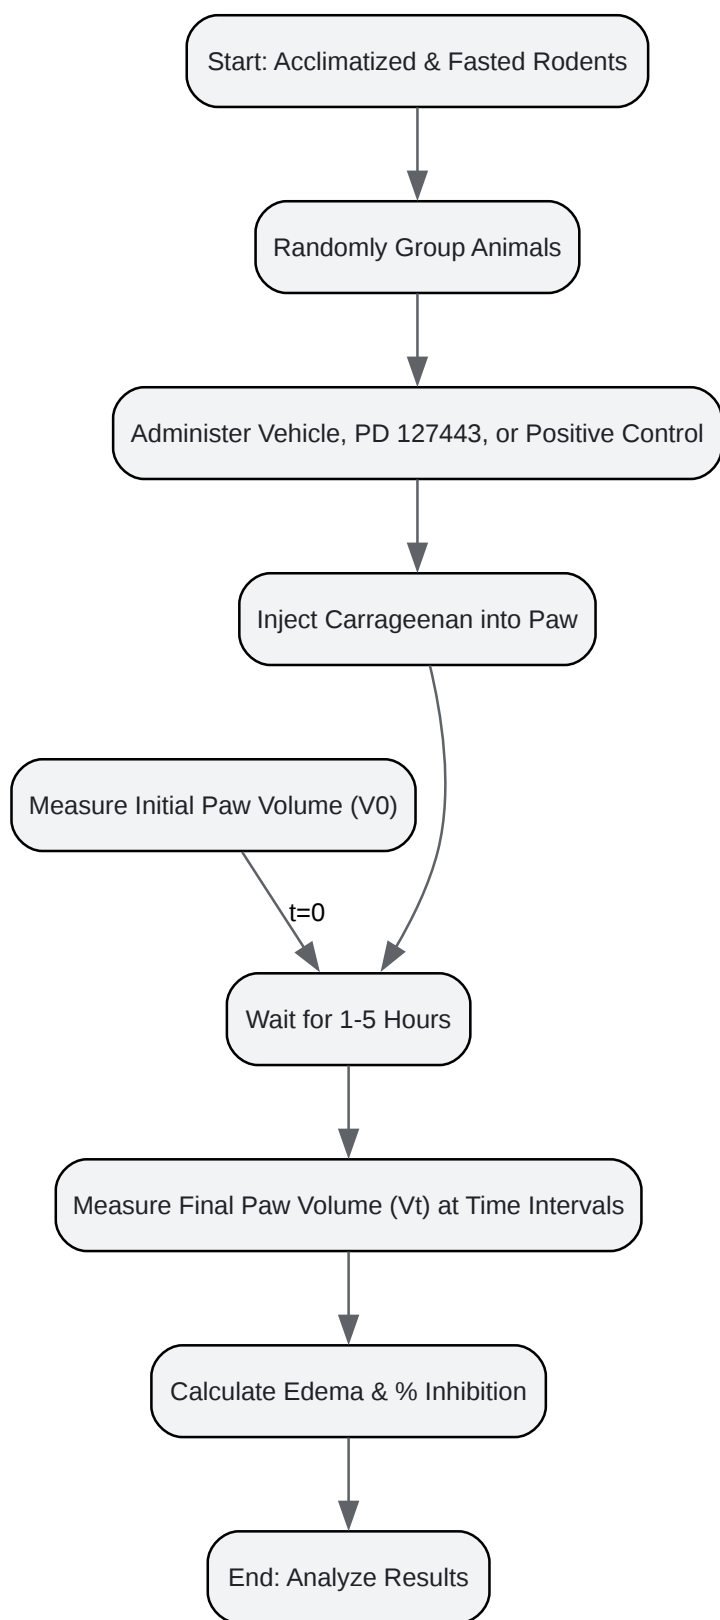 Start: Acclimatized & Fasted Rodents
Randomly Group Animals
Administer Vehicle, PD 127443, or Positive Control
Inject Carrageenan into Paw
Measure Initial Paw Volume (V0)
t=0
Wait for 1-5 Hours
Measure Final Paw Volume (Vt) at Time Intervals
Calculate Edema & % Inhibition
End: Analyze Results